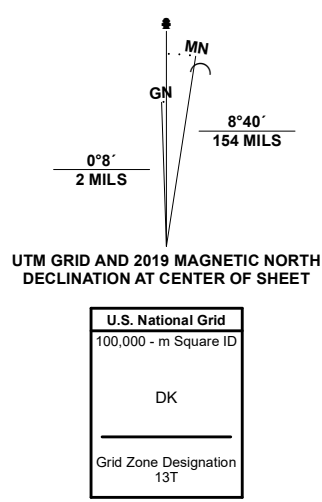 MN
GN
8°40´
154 MILS
0°8´
2 MILS
UTM GRID AND 2019 MAGNETIC NORTH
DECLINATION AT CENTER OF SHEET
U.S. National Grid
100,000 - m Square ID
DK
Grid Zone Designation
13T